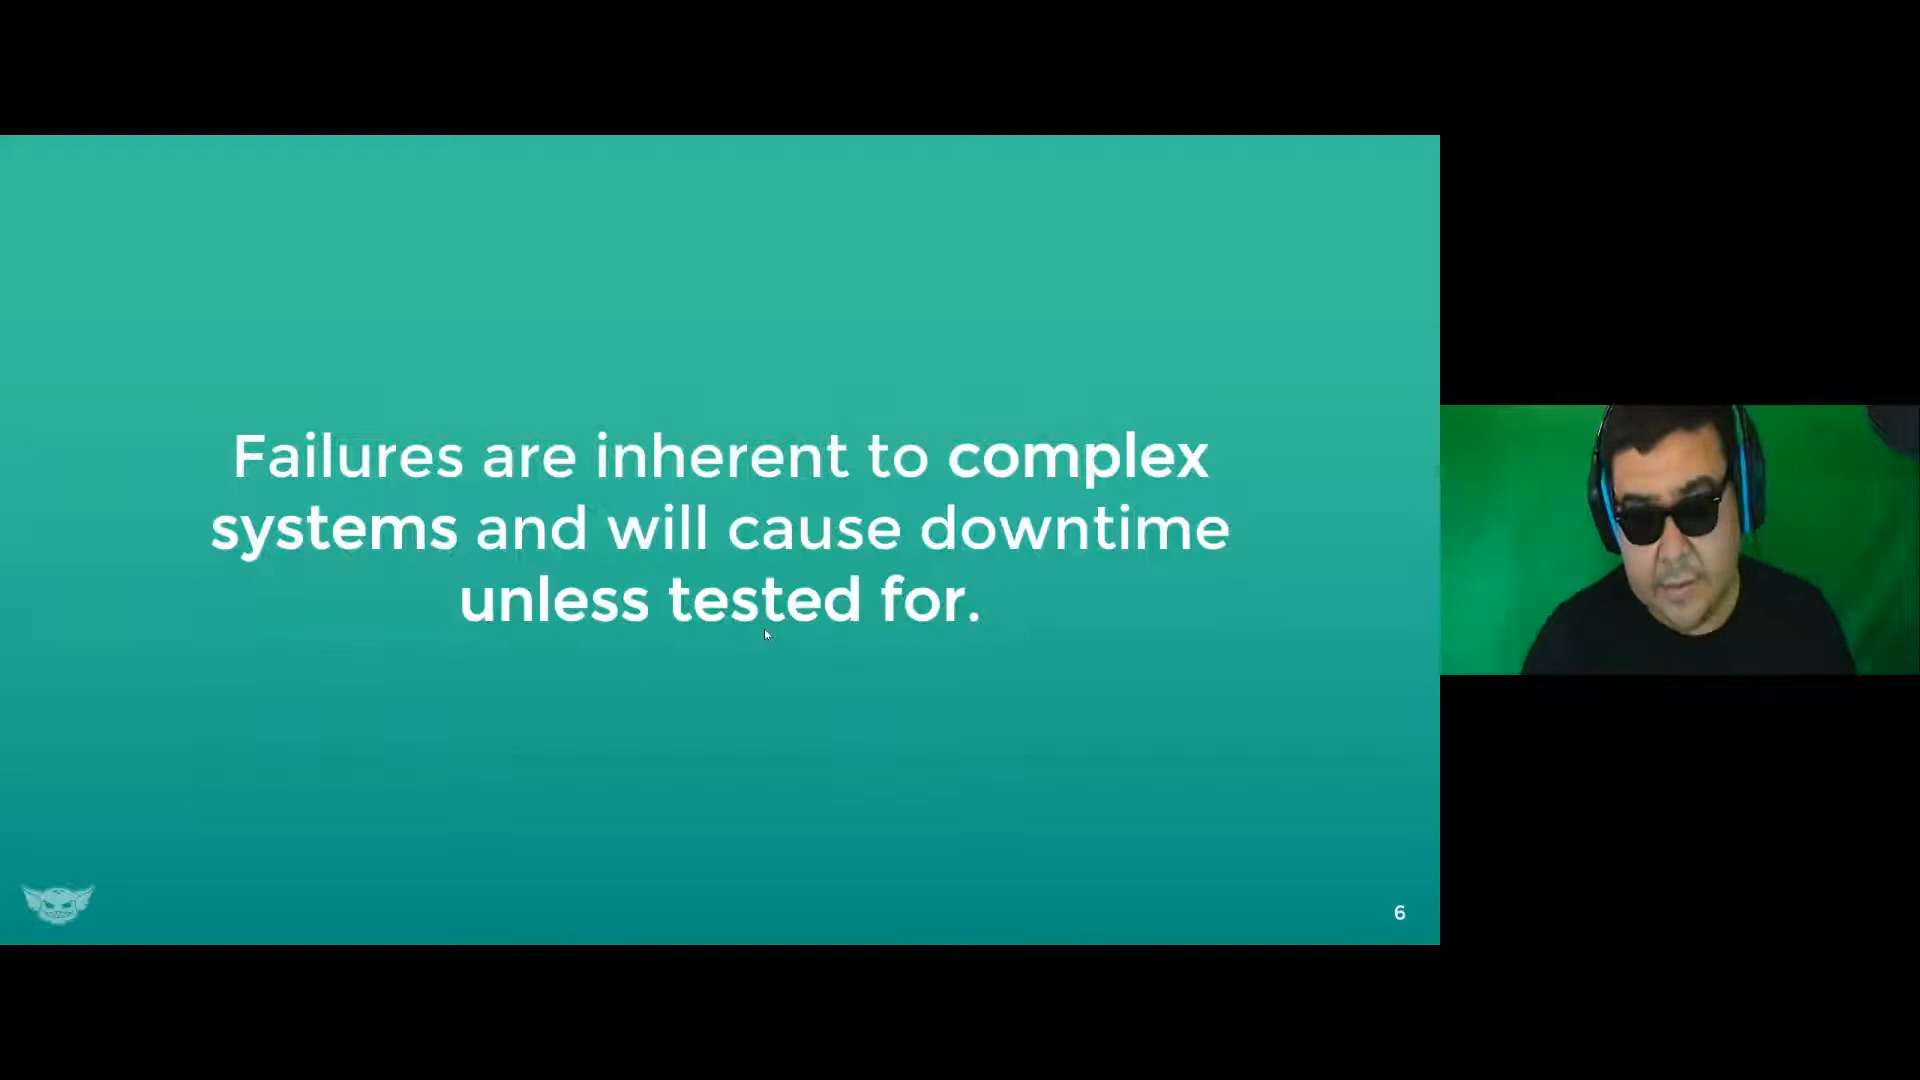 Failures are inherent to complex
systems and will cause downtime
unless tested for.
6